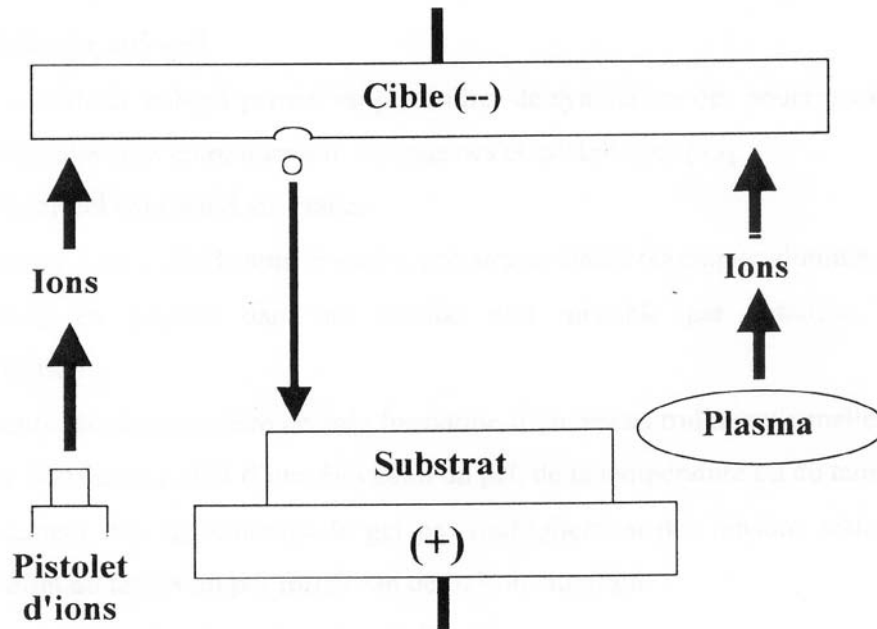 Cible (--)
Ions
Ions
Plasma
Substrat
(+)
Pistolet
d'ions